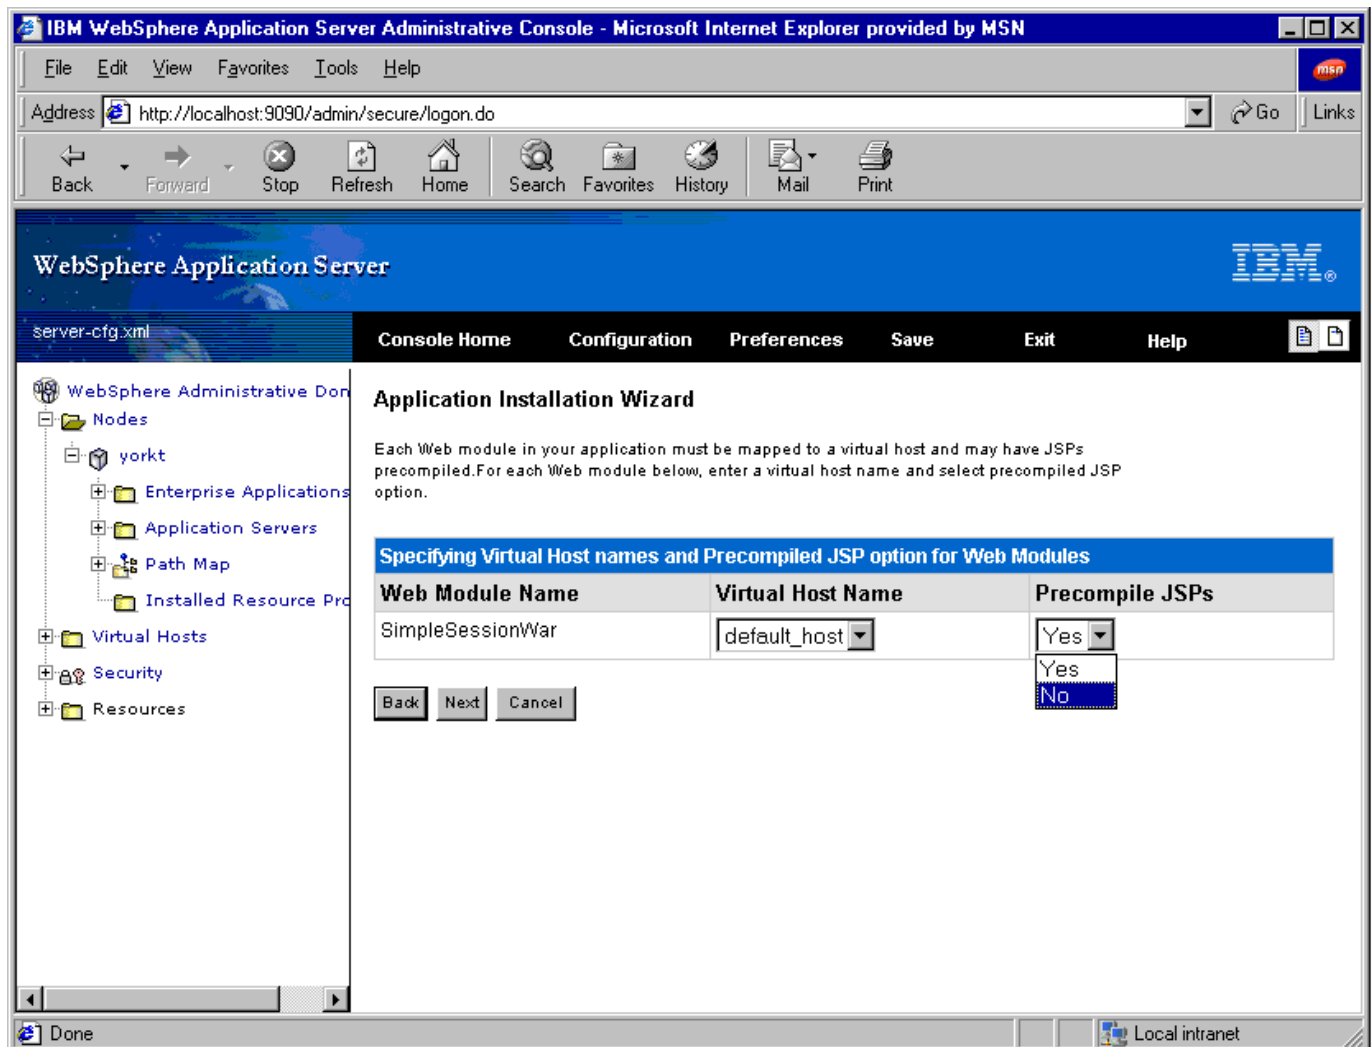 IBM WebSphere Application Server Administrative Console - Microsoft Internet Explorer provided by MSN
File Edit View Favorites Tools Help
msn
Address http://localhost:9090/admin/secure/logon.do Go Links
Back Forward Stop Refresh Home Search Favorites History Mail Print
WebSphere Application Server
IBM®
server-cfg.xml
Console Home Configuration Preferences Save Exit Help
WebSphere Administrative Don
Nodes
yorkt
Enterprise Applications
Application Servers
Path Map
Installed Resource Pro
Virtual Hosts
Security
Resources
Application Installation Wizard
Each Web module in your application must be mapped to a virtual host and may have JSPs
precompiled.For each Web module below, enter a virtual host name and select precompiled JSP
option.
Specifying Virtual Host names and Precompiled JSP option for Web Modules
Web Module Name Virtual Host Name Precompile JSPs
SimpleSessionWar default_host Yes
Yes
No
Back Next Cancel
Done Local intranet